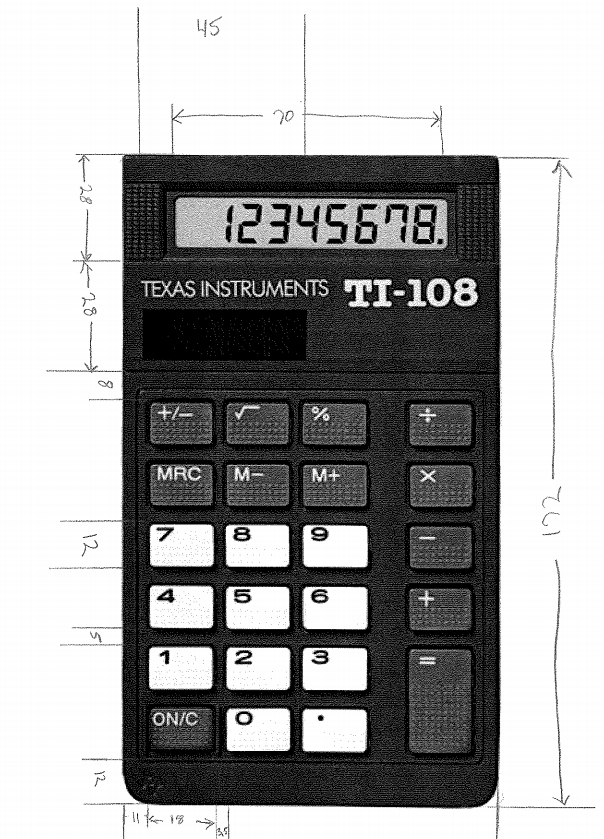 45
70
28
12345678.
TEXAS INSTRUMENTS TI-108
28
8
+/− √ % ÷
MRC M− M+ ×
7 8 9 −
12
4 5 6 +
5
1 2 3 =
ON/C 0 .
12
11 18 3.5